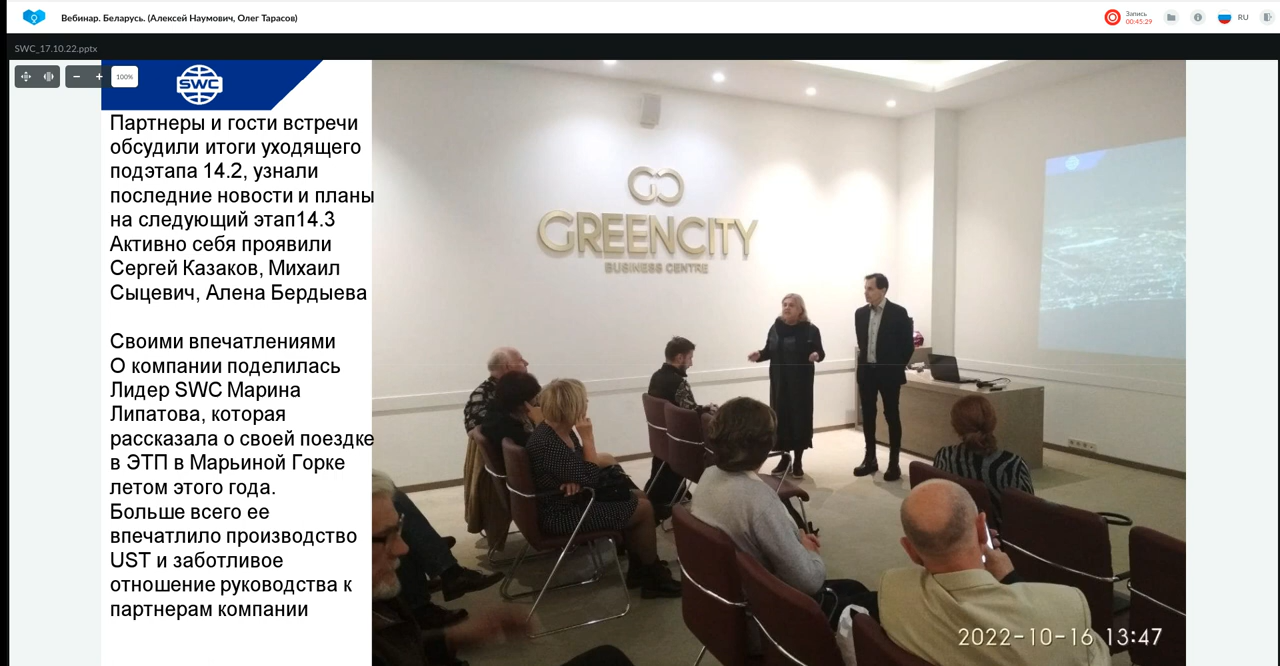 Вебинар. Беларусь. (Алексей Наумович, Олег Тарасов)
Запись
00:45:29
RU
SWC_17.10.22.pptx
100%
SWC
Партнеры и гости встречи
обсудили итоги уходящего
подэтапа 14.2, узнали
последние новости и планы
на следующий этап14.3
Активно себя проявили
Сергей Казаков, Михаил
Сыцевич, Алена Бердыева
Своими впечатлениями
О компании поделилась
Лидер SWC Марина
Липатова, которая
рассказала о своей поездке
в ЭТП в Марьиной Горке
летом этого года.
Больше всего ее
впечатлило производство
UST и заботливое
отношение руководства к
партнерам компании
GREENCITY
BUSINESS CENTRE
2022-10-16 13:47